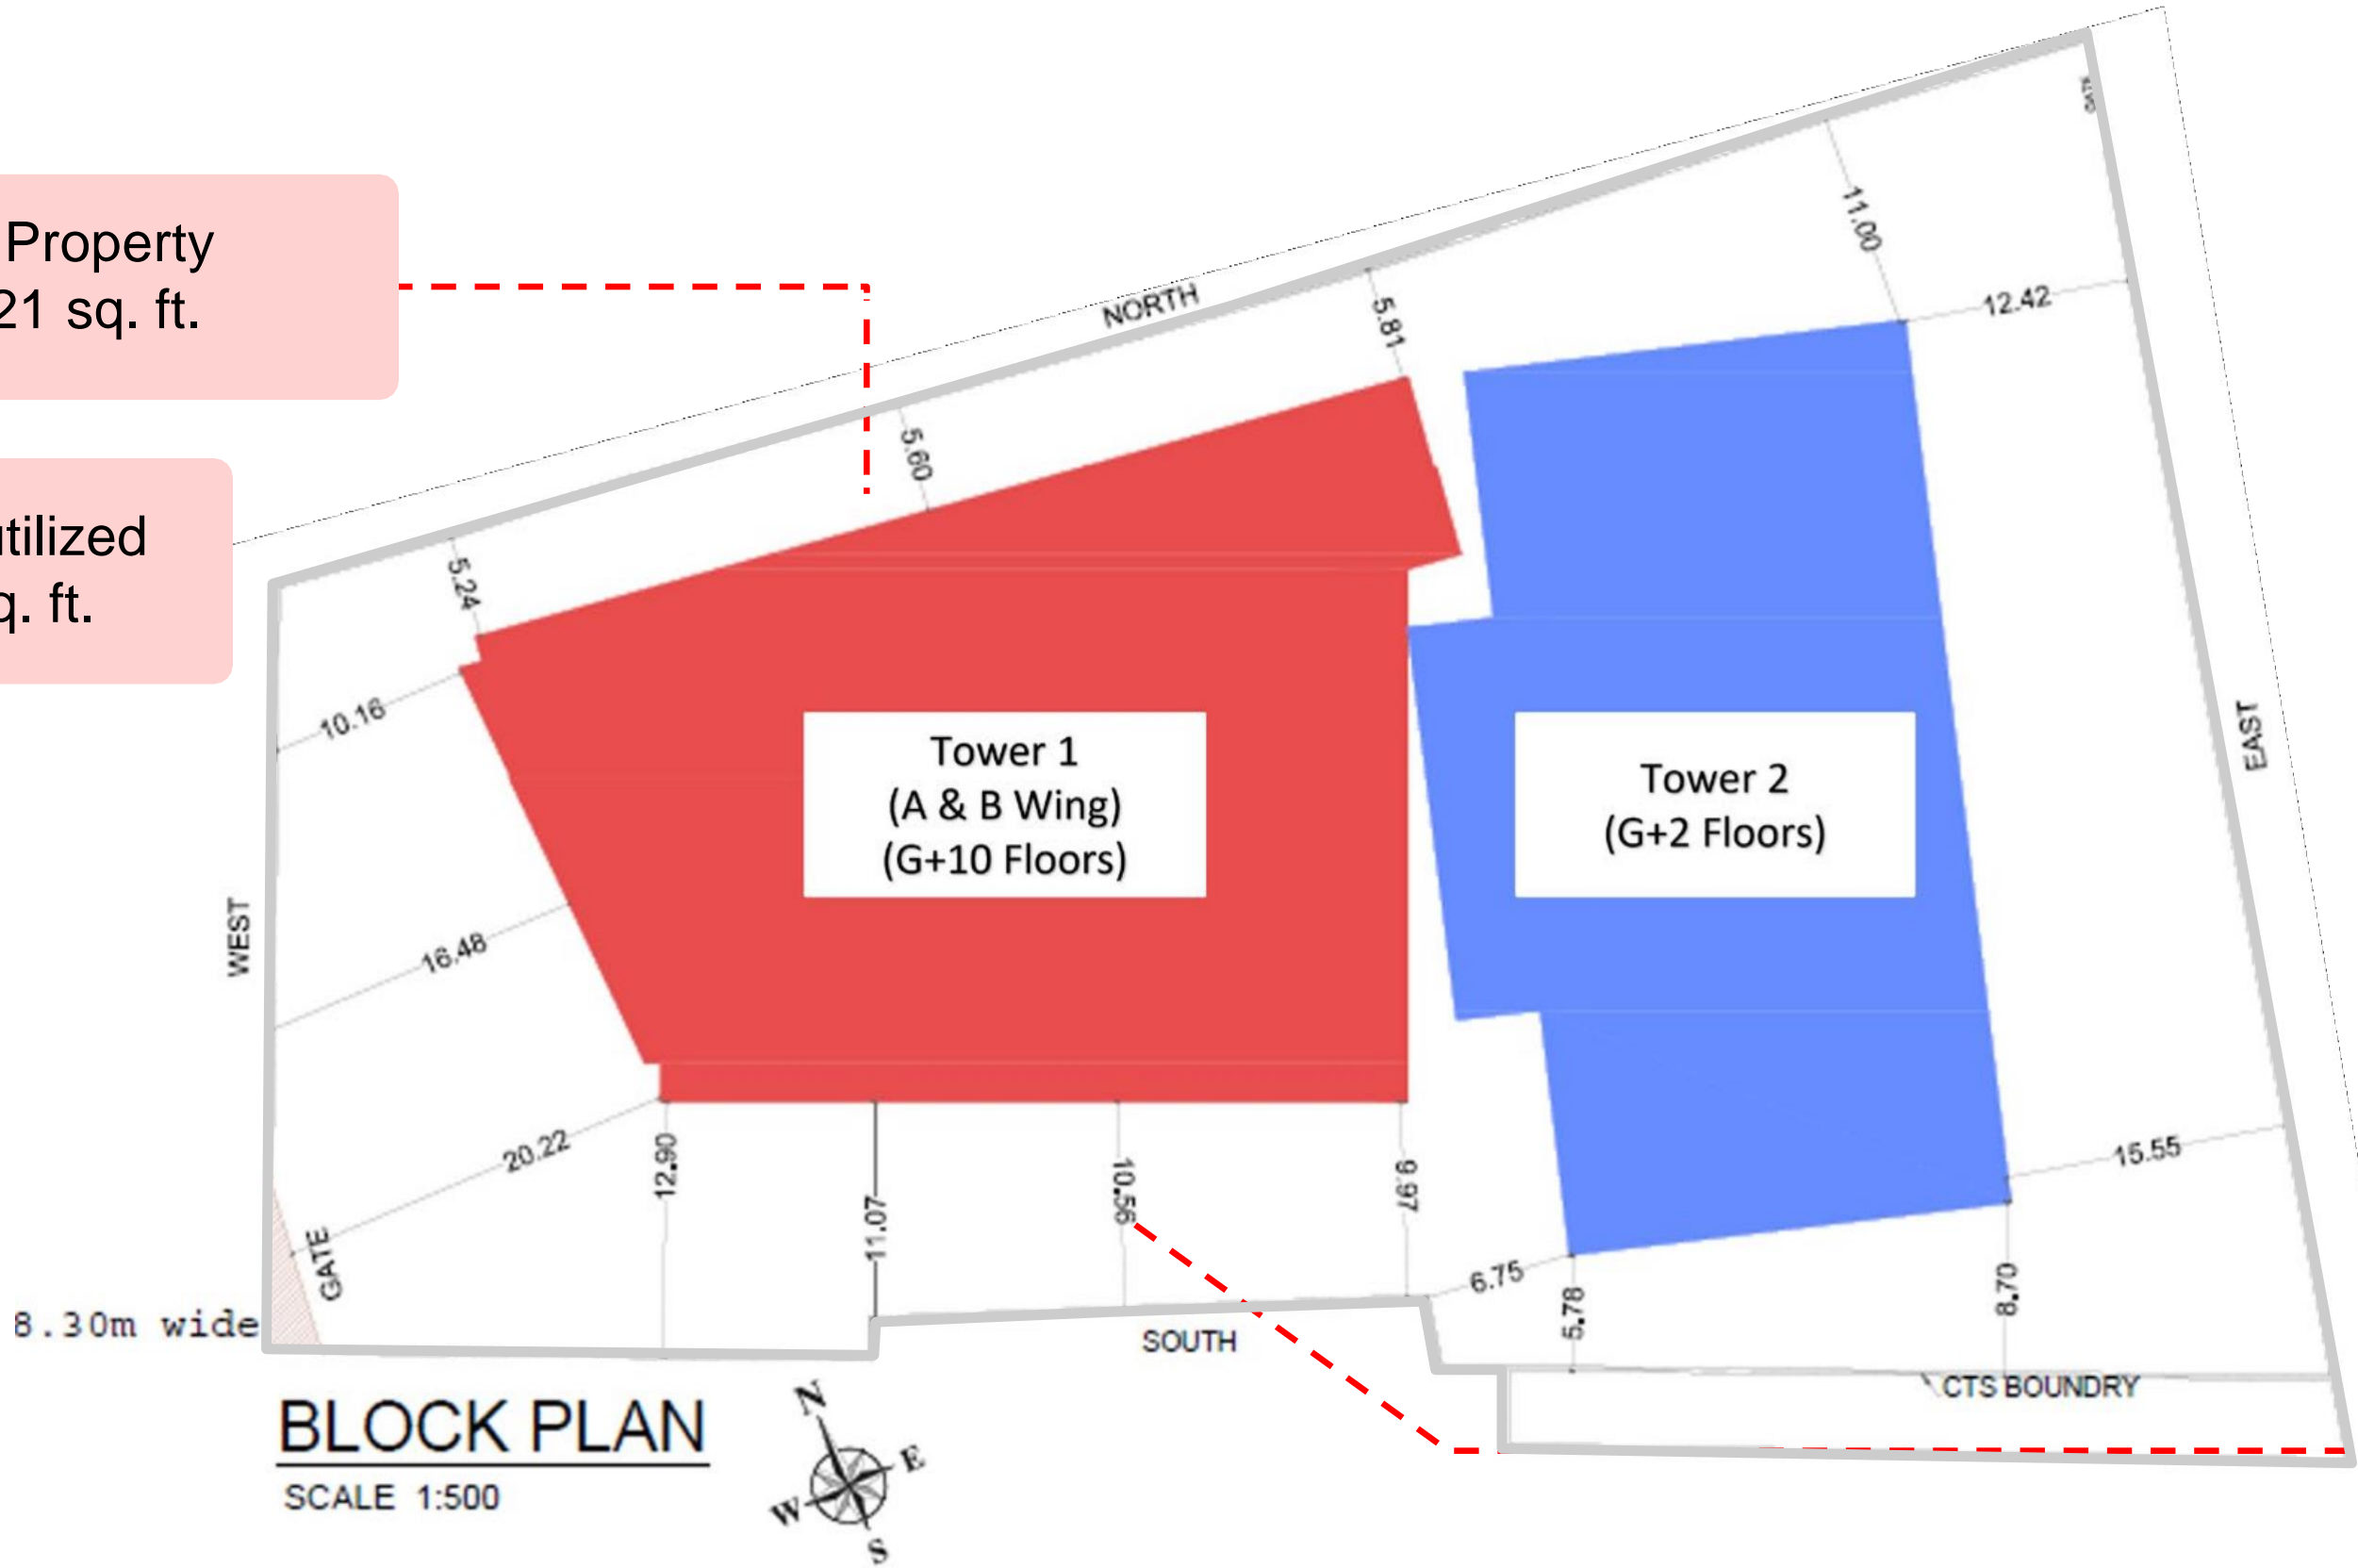 Property
21 sq. ft.
tilized
q. ft.
NORTH
11.00
12.42
5.81
5.60
5.24
10.16
Tower 1
(A & B Wing)
(G+10 Floors)
Tower 2
(G+2 Floors)
EAST
WEST
16.48
20.22
12.90
11.07
10.56
9.97
15.55
GATE
6.75
5.78
8.70
8.30m wide
SOUTH
CTS BOUNDRY
BLOCK PLAN
SCALE 1:500
N
E
W
S